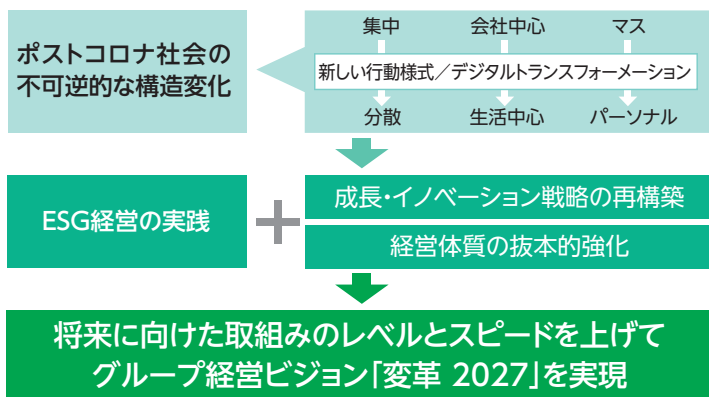 ポストコロナ社会の
不可逆的な構造変化
集中 会社中心 マス
新しい行動様式／デジタルトランスフォーメーション
分散 生活中心 パーソナル
ESG経営の実践
＋
成長・イノベーション戦略の再構築
経営体質の抜本的強化
将来に向けた取組みのレベルとスピードを上げて
グループ経営ビジョン「変革 2027」を実現